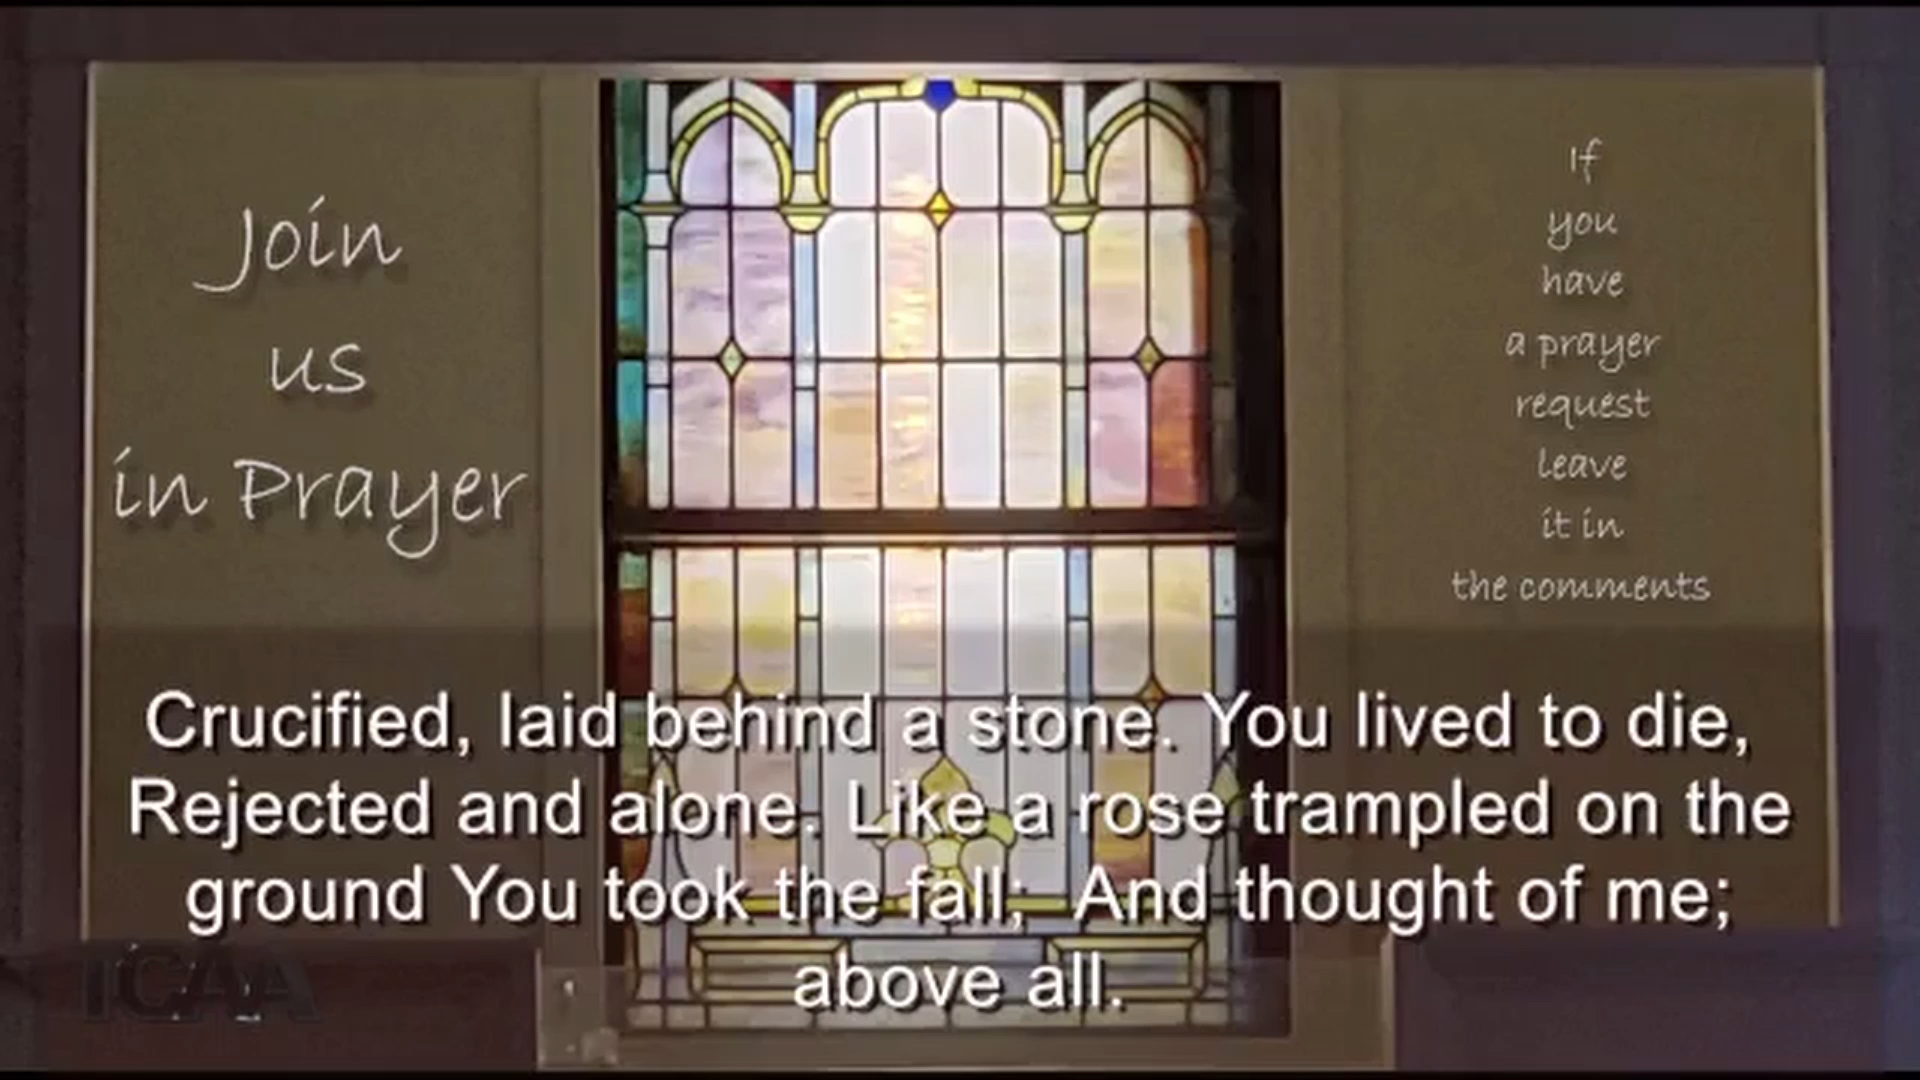 Join
us
in Prayer
If
you
have
a prayer
request
leave
it in
the comments
Crucified, laid behind a stone. You lived to die,
Rejected and alone. Like a rose trampled on the
ground You took the fall;  And thought of me;
above all.
ICAA